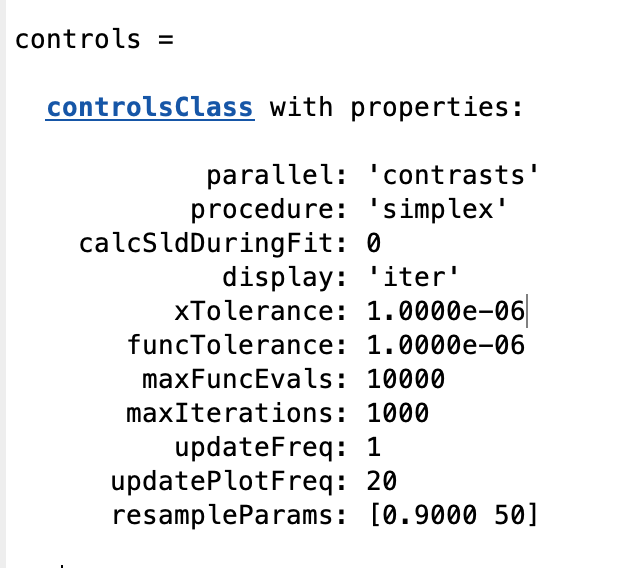 controls =
controlsClass with properties:
parallel: 'contrasts'
procedure: 'simplex'
calcSldDuringFit: 0
display: 'iter'
xTolerance: 1.0000e-06
funcTolerance: 1.0000e-06
maxFuncEvals: 10000
maxIterations: 1000
updateFreq: 1
updatePlotFreq: 20
resampleParams: [0.9000 50]